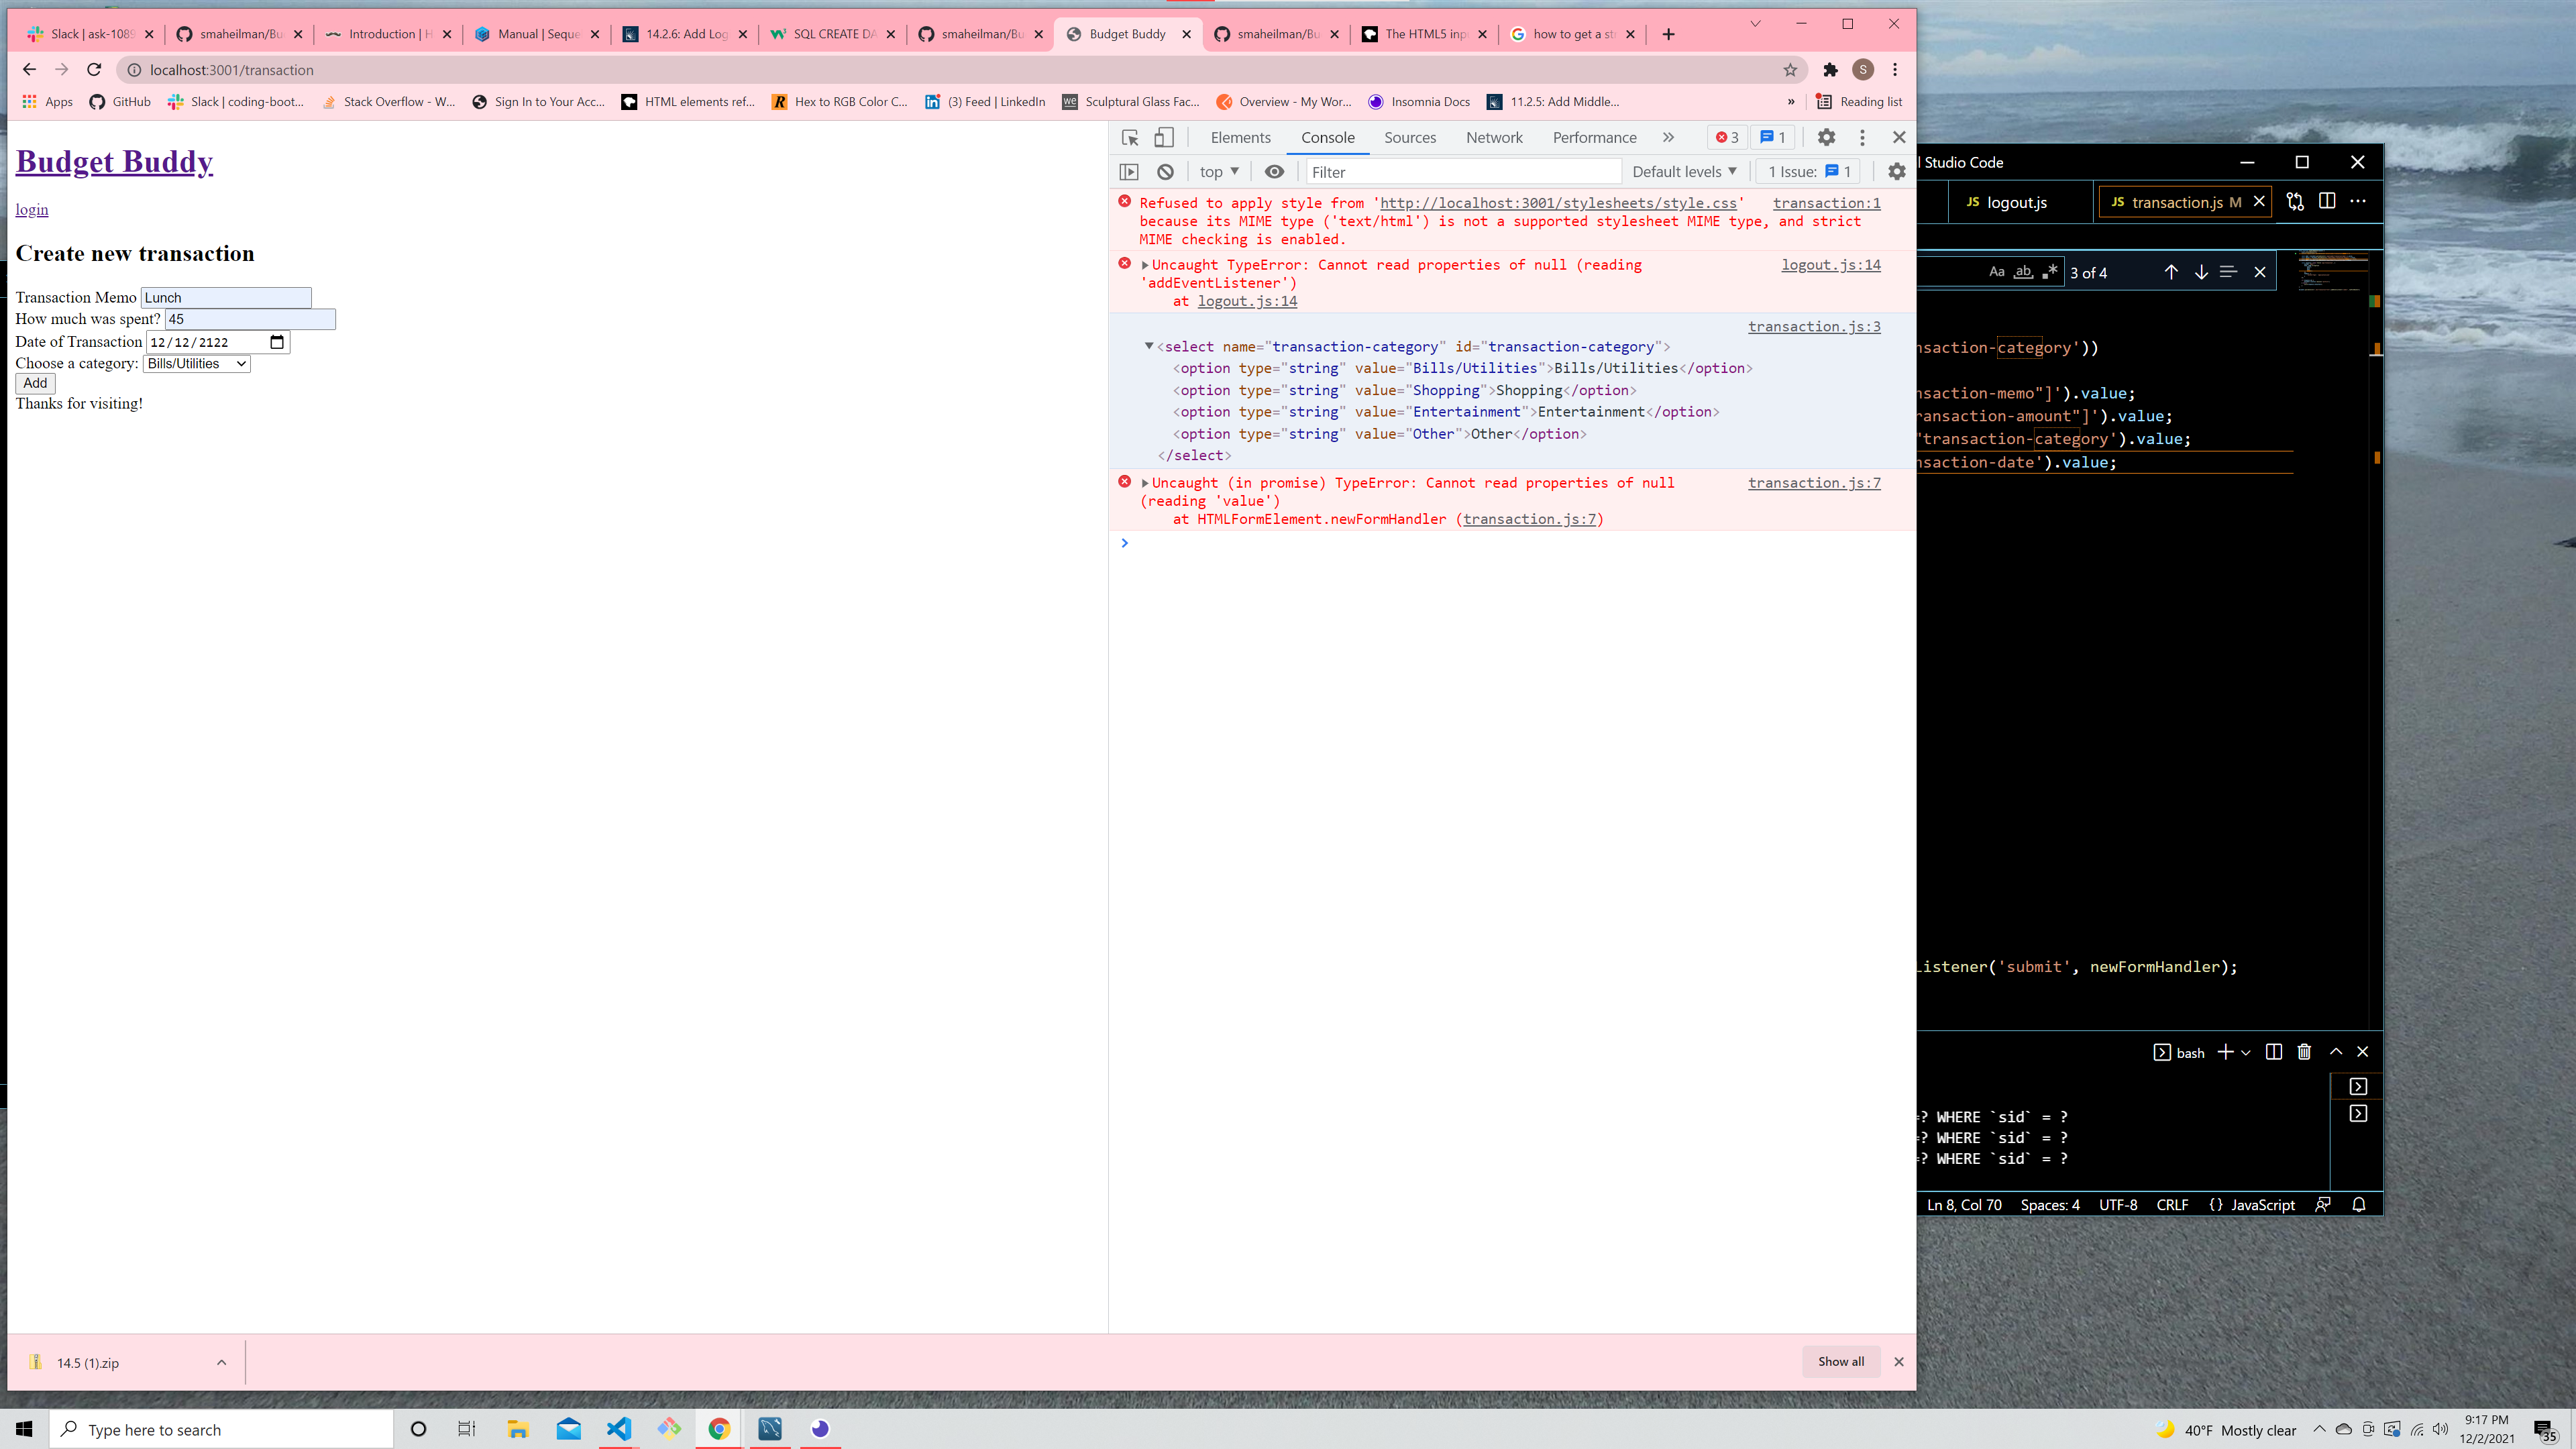 Slack | ask-1089
smaheilman/Bu
Introduction | H
Manual | Seque
14.2.6: Add Log
SQL CREATE DA
smaheilman/Bu
Budget Buddy
smaheilman/Bu
The HTML5 inp
how to get a str
localhost:3001/transaction
S
Apps
GitHub
Slack | coding-boot...
Stack Overflow - W...
Sign In to Your Acc...
HTML elements ref...
Hex to RGB Color C...
(3) Feed | LinkedIn
Sculptural Glass Fac...
Overview - My Wor...
Insomnia Docs
11.2.5: Add Middle...
»
Reading list
Budget Buddy
login
Create new transaction
Transaction Memo Lunch
How much was spent? 45
Date of Transaction 12/12/2122
Choose a category: Bills/Utilities
Add
Thanks for visiting!
Elements Console Sources Network Performance » 3 1
top Filter Default levels 1 Issue: 1
Refused to apply style from 'http://localhost:3001/stylesheets/style.css' transaction:1
because its MIME type ('text/html') is not a supported stylesheet MIME type, and strict
MIME checking is enabled.
Uncaught TypeError: Cannot read properties of null (reading logout.js:14
'addEventListener')
at logout.js:14
transaction.js:3
<select name="transaction-category" id="transaction-category">
<option type="string" value="Bills/Utilities">Bills/Utilities</option>
<option type="string" value="Shopping">Shopping</option>
<option type="string" value="Entertainment">Entertainment</option>
<option type="string" value="Other">Other</option>
</select>
Uncaught (in promise) TypeError: Cannot read properties of null transaction.js:7
(reading 'value')
at HTMLFormElement.newFormHandler (transaction.js:7)
l Studio Code
JS logout.js
JS transaction.js M
Aa ab 3 of 4
nsaction-category'))
nsaction-memo"]').value;
ransaction-amount"]').value;
"transaction-category').value;
nsaction-date').value;
Listener('submit', newFormHandler);
bash
=? WHERE `sid` = ?
=? WHERE `sid` = ?
=? WHERE `sid` = ?
Ln 8, Col 70 Spaces: 4 UTF-8 CRLF {} JavaScript
14.5 (1).zip
Show all
Type here to search
40°F Mostly clear
9:17 PM
12/2/2021
35